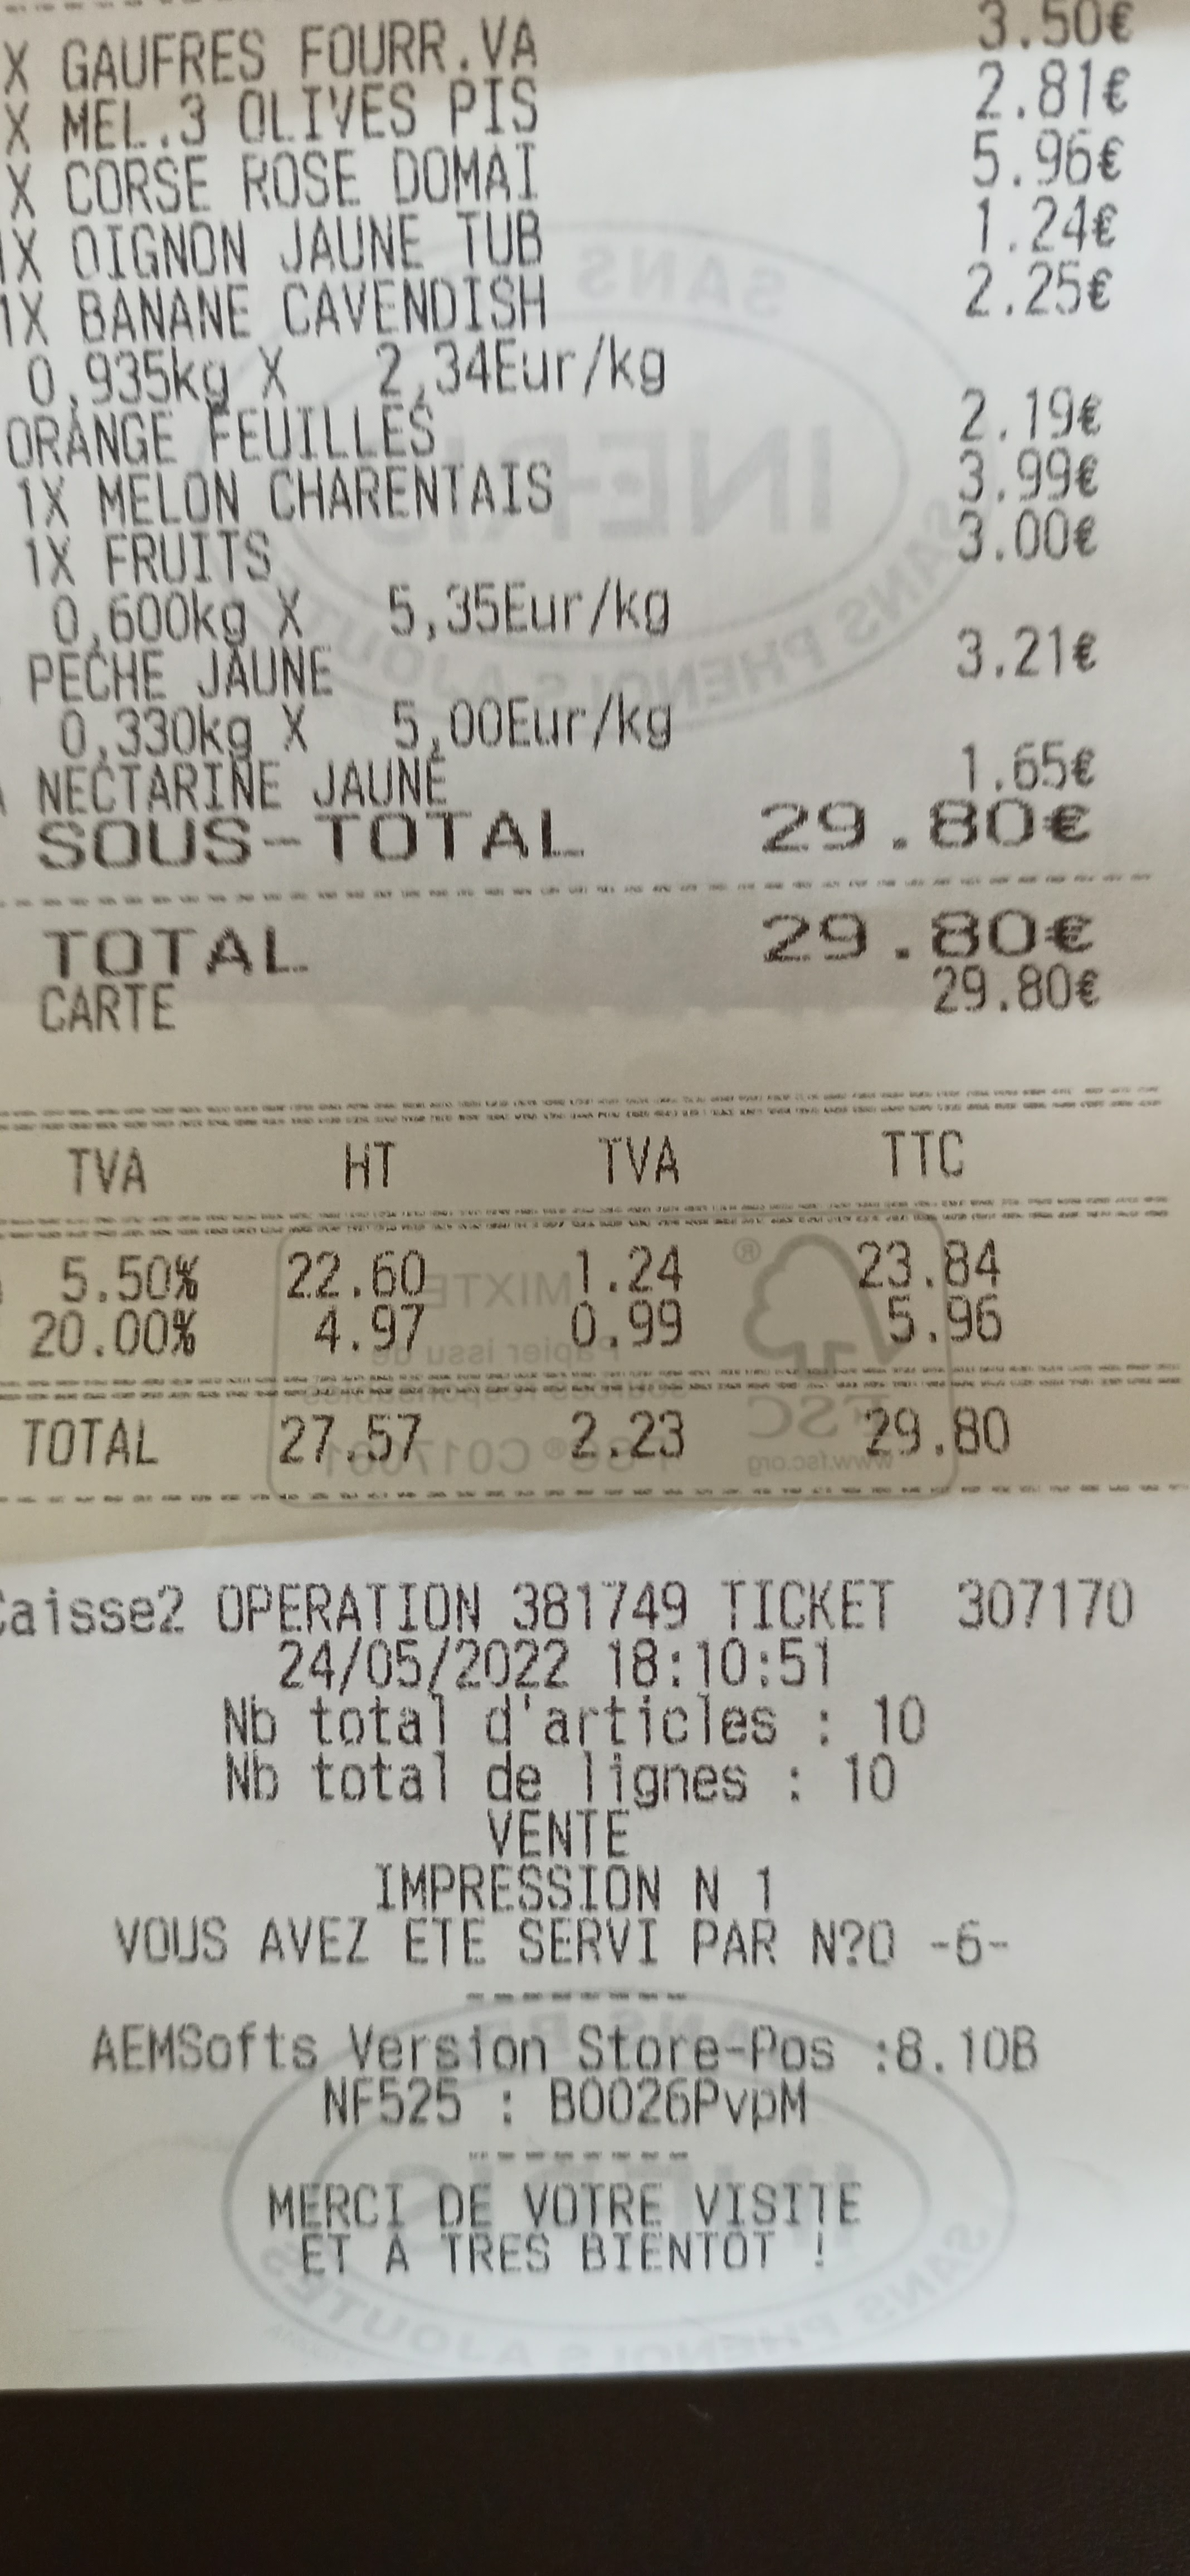 X GAUFRES FOURR.VA 3.50€
X MEL.3 OLIVES PIS 2.81€
X CORSE ROSE DOMAI 5.96€
1X OIGNON JAUNE TUB 1.24€
1X BANANE CAVENDISH 2.25€
0,935kg X 2,34Eur/kg
ORANGE FEUILLES 2.19€
1X MELON CHARENTAIS 3.99€
1X FRUITS 3.00€
0,600kg X 5,35Eur/kg
PECHE JAUNE 3.21€
0,330kg X 5,00Eur/kg
NECTARINE JAUNE 1.65€
SOUS-TOTAL 29.80€
TOTAL 29.80€
CARTE 29.80€
TVA HT TVA TTC
5.50% 22.60 1.24 23.84
20.00% 4.97 0.99 5.96
TOTAL 27.57 2.23 29.80
Caisse2 OPERATION 381749 TICKET 307170
24/05/2022 18:10:51
Nb total d'articles : 10
Nb total de lignes : 10
VENTE
IMPRESSION N 1
VOUS AVEZ ETE SERVI PAR N?0 -6-
AEMSofts Version Store-Pos :8.10B
NF525 : B0026PvpM
MERCI DE VOTRE VISITE
ET A TRES BIENTOT !